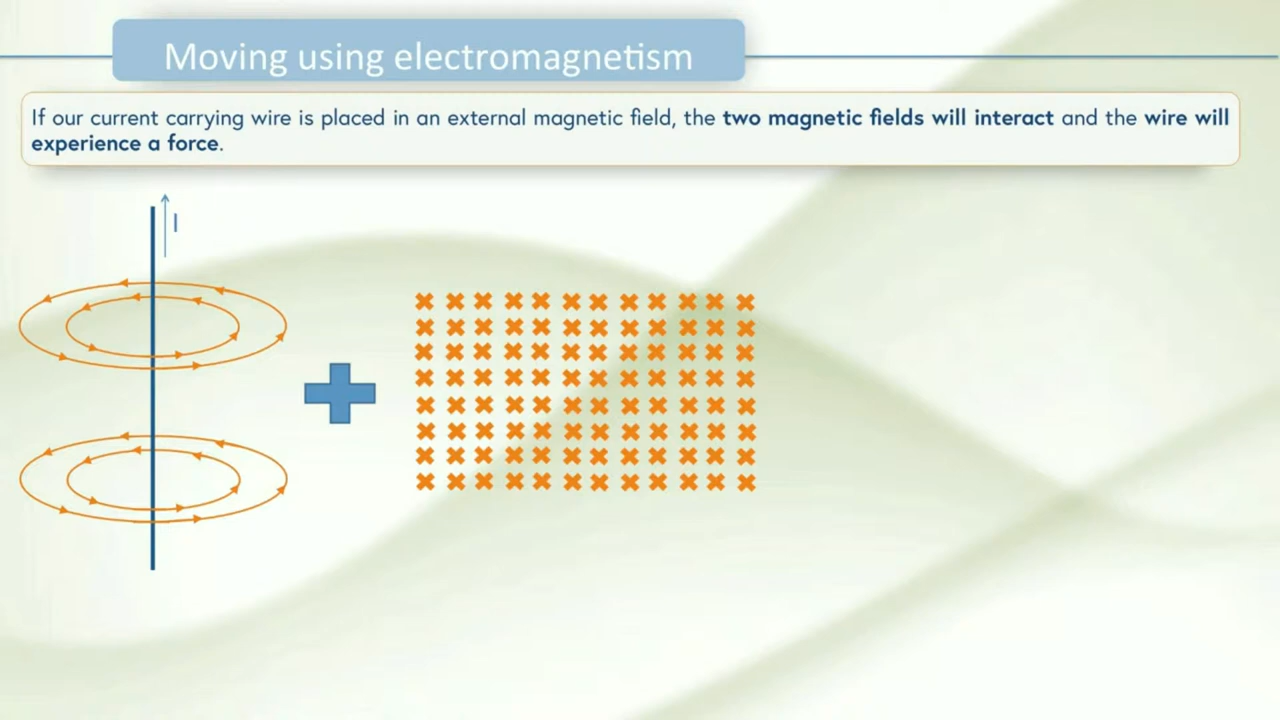 Moving using electromagnetism
If our current carrying wire is placed in an external magnetic field, the two magnetic fields will interact and the wire will
experience a force.
I